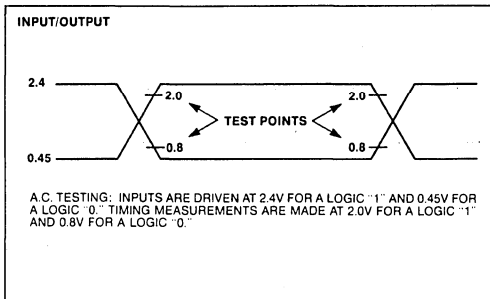 INPUT/OUTPUT
2.4
2.0
2.0
TEST POINTS
0.8
0.8
0.45
A.C. TESTING: INPUTS ARE DRIVEN AT 2.4V FOR A LOGIC "1" AND 0.45V FOR
A LOGIC "0." TIMING MEASUREMENTS ARE MADE AT 2.0V FOR A LOGIC "1"
AND 0.8V FOR A LOGIC "0."